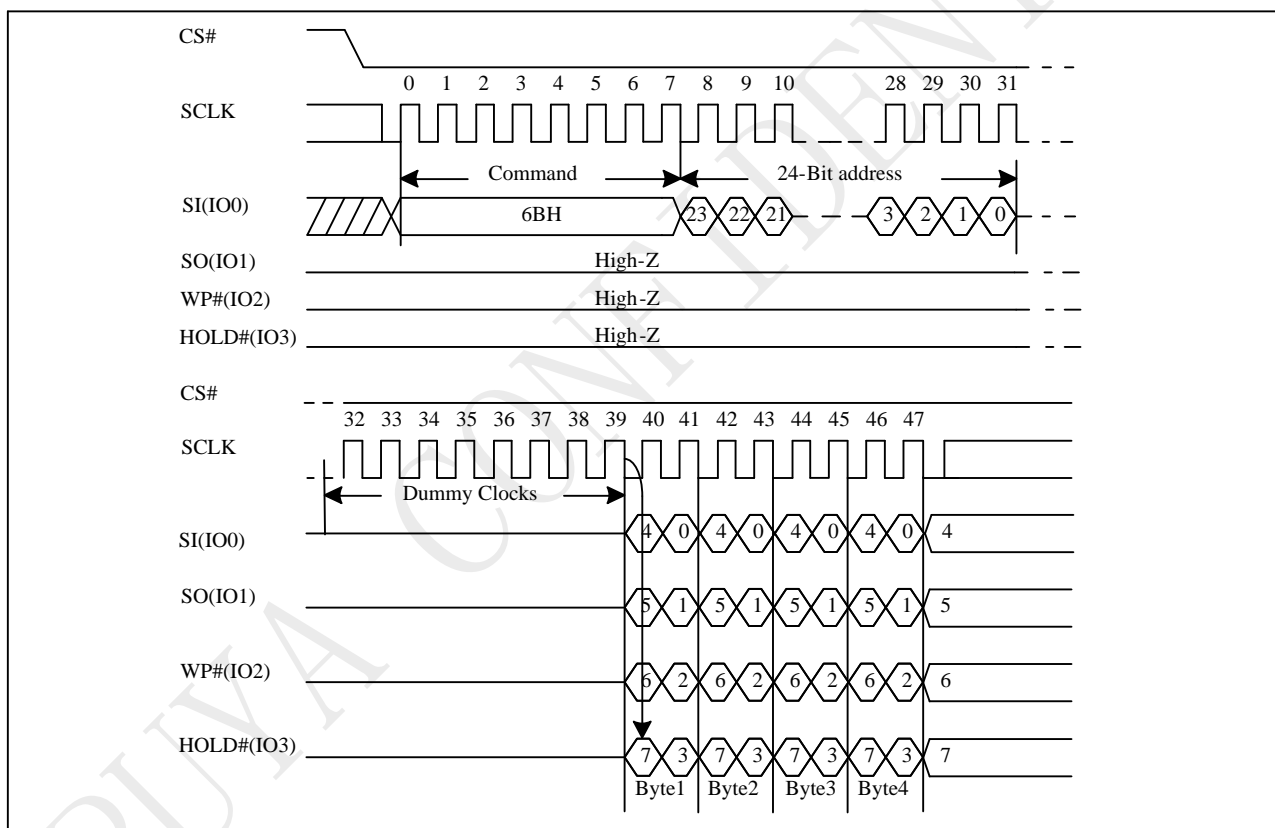 CS#
0 1 2 3 4 5 6 7 8 9 10 28 29 30 31
SCLK
Command 24-Bit address
SI(IO0) 6BH 23 22 21 3 2 1 0
SO(IO1) High-Z
WP#(IO2) High-Z
HOLD#(IO3) High-Z
CS#
32 33 34 35 36 37 38 39 40 41 42 43 44 45 46 47
SCLK
Dummy Clocks
SI(IO0) 4 0 4 0 4 0 4 0 4
SO(IO1) 5 1 5 1 5 1 5 1 5
WP#(IO2) 6 2 6 2 6 2 6 2 6
HOLD#(IO3) 7 3 7 3 7 3 7 3 7
Byte1 Byte2 Byte3 Byte4
PUYA CONFIDENT